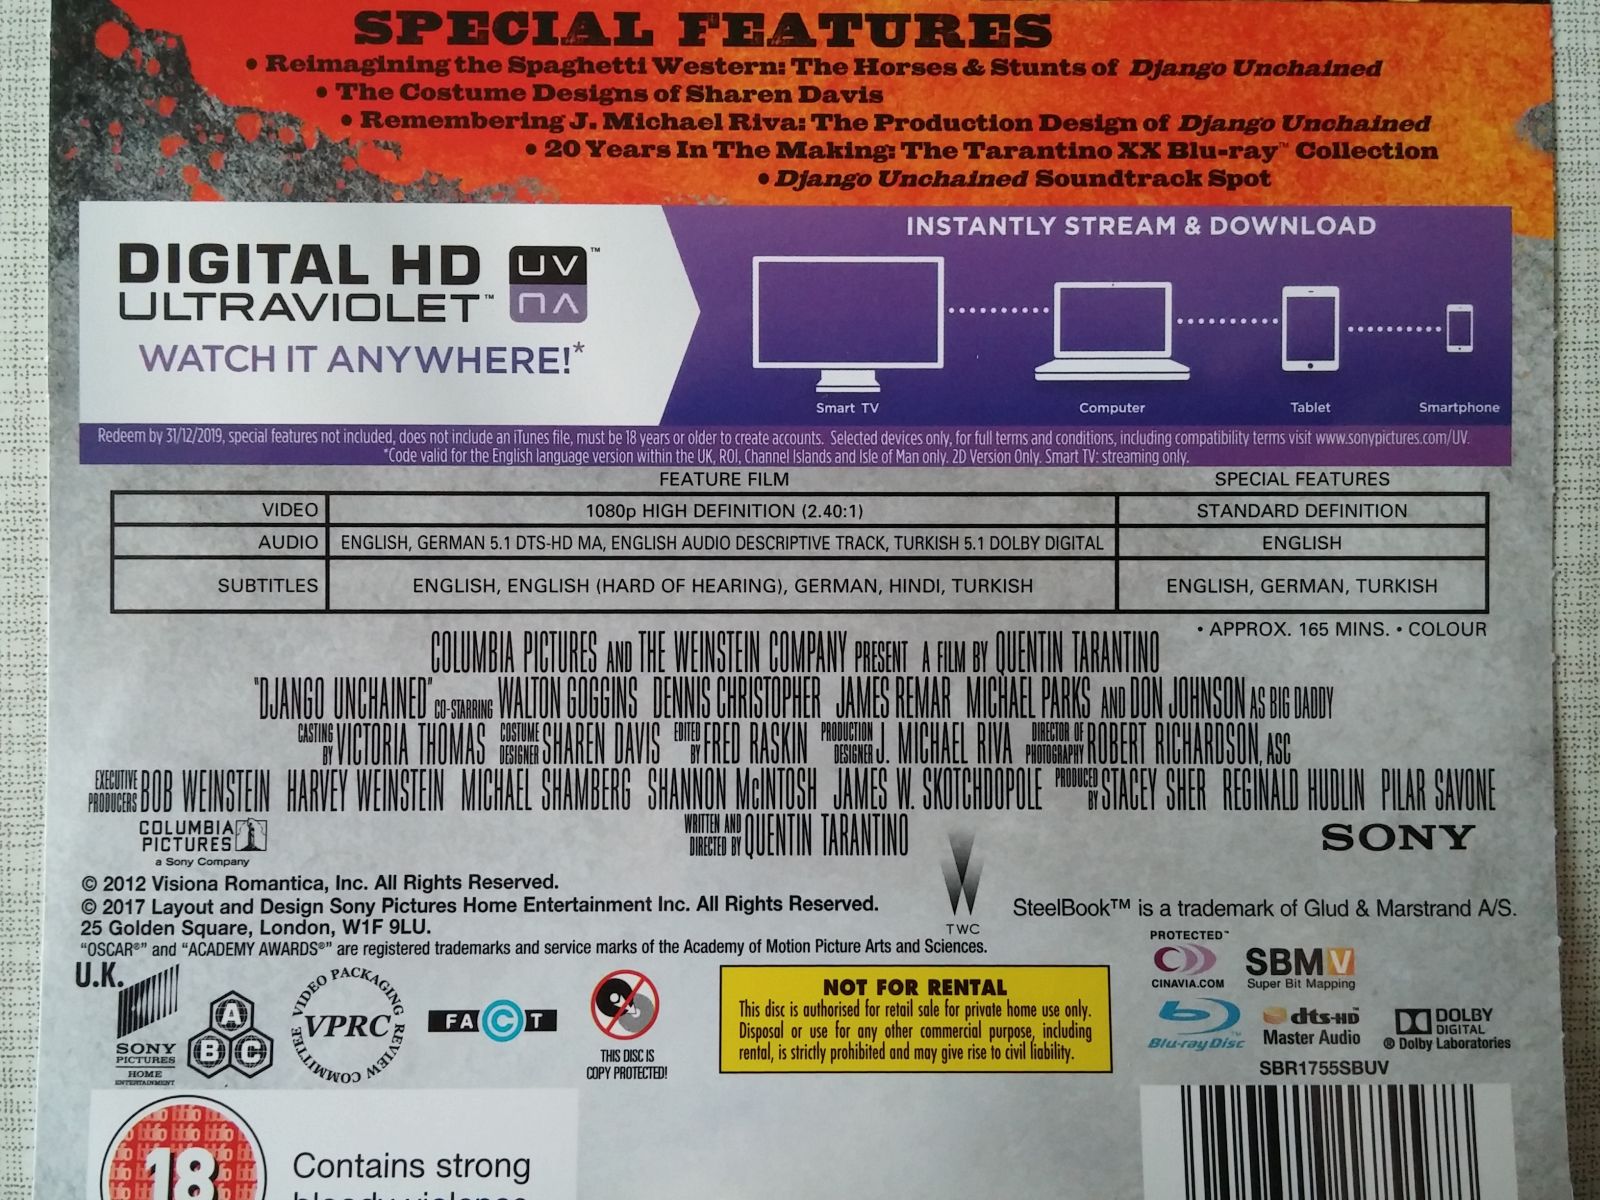 SPECIAL FEATURES
• Reimagining the Spaghetti Western: The Horses & Stunts of Django Unchained
• The Costume Designs of Sharen Davis
• Remembering J. Michael Riva: The Production Design of Django Unchained
• 20 Years In The Making: The Tarantino XX Blu-ray™ Collection
• Django Unchained Soundtrack Spot
INSTANTLY STREAM & DOWNLOAD
DIGITAL HD
ULTRAVIOLET™
UV™
WATCH IT ANYWHERE!*
Smart TV Computer Tablet Smartphone
Redeem by 31/12/2019, special features not included, does not include an iTunes file, must be 18 years or older to create accounts. Selected devices only, for full terms and conditions, including compatibility terms visit www.sonypictures.com/UV.
*Code valid for the English language version within the UK, ROI, Channel Islands and Isle of Man only. 2D Version Only. Smart TV: streaming only.
FEATURE FILM SPECIAL FEATURES
VIDEO 1080p HIGH DEFINITION (2.40:1) STANDARD DEFINITION
AUDIO ENGLISH, GERMAN 5.1 DTS-HD MA, ENGLISH AUDIO DESCRIPTIVE TRACK, TURKISH 5.1 DOLBY DIGITAL ENGLISH
SUBTITLES ENGLISH, ENGLISH (HARD OF HEARING), GERMAN, HINDI, TURKISH ENGLISH, GERMAN, TURKISH
• APPROX. 165 MINS. • COLOUR
COLUMBIA PICTURES AND THE WEINSTEIN COMPANY PRESENT A FILM BY QUENTIN TARANTINO
"DJANGO UNCHAINED" CO-STARRING WALTON GOGGINS DENNIS CHRISTOPHER JAMES REMAR MICHAEL PARKS AND DON JOHNSON AS BIG DADDY
CASTING BY VICTORIA THOMAS COSTUME DESIGNER SHAREN DAVIS EDITED BY FRED RASKIN PRODUCTION DESIGNER J. MICHAEL RIVA DIRECTOR OF PHOTOGRAPHY ROBERT RICHARDSON, ASC
EXECUTIVE PRODUCERS BOB WEINSTEIN HARVEY WEINSTEIN MICHAEL SHAMBERG SHANNON McINTOSH JAMES W. SKOTCHDOPOLE PRODUCED BY STACEY SHER REGINALD HUDLIN PILAR SAVONE
WRITTEN AND DIRECTED BY QUENTIN TARANTINO
COLUMBIA
PICTURES
a Sony Company
SONY
TWC
© 2012 Visiona Romantica, Inc. All Rights Reserved.
© 2017 Layout and Design Sony Pictures Home Entertainment Inc. All Rights Reserved.
25 Golden Square, London, W1F 9LU.
"OSCAR®" and "ACADEMY AWARDS®" are registered trademarks and service marks of the Academy of Motion Picture Arts and Sciences.
SteelBook™ is a trademark of Glud & Marstrand A/S.
U.K.
SONY
PICTURES
HOME
ENTERTAINMENT
A
B C
VIDEO PACKAGING REVIEW COMMITTEE
VPRC
FACT
THIS DISC IS
COPY PROTECTED!
NOT FOR RENTAL
This disc is authorised for retail sale for private home use only.
Disposal or use for any other commercial purpose, including
rental, is strictly prohibited and may give rise to civil liability.
PROTECTED™
CINAVIA.COM
SBMV
Super Bit Mapping
Blu-ray Disc™
dts-HD
Master Audio
DOLBY
DIGITAL
® Dolby Laboratories
SBR1755SBUV
bbfc
18
Contains strong
bloody violence